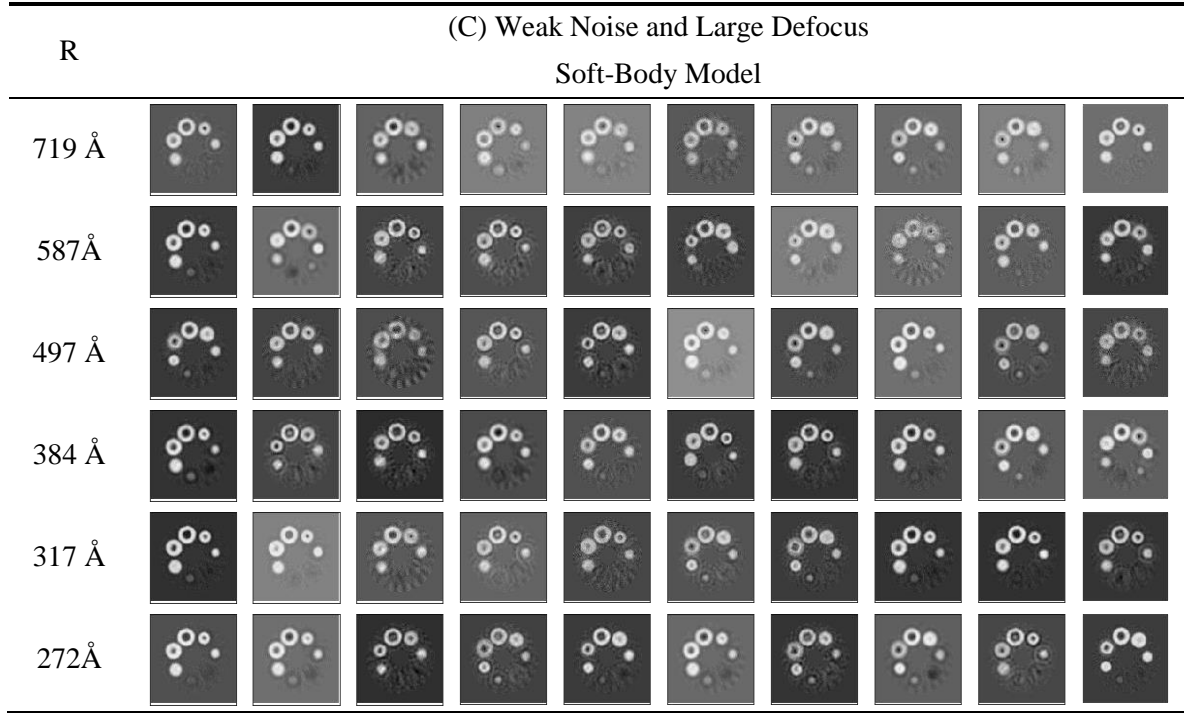 R
(C) Weak Noise and Large Defocus
Soft-Body Model
719 Å
587Å
497 Å
384 Å
317 Å
272Å